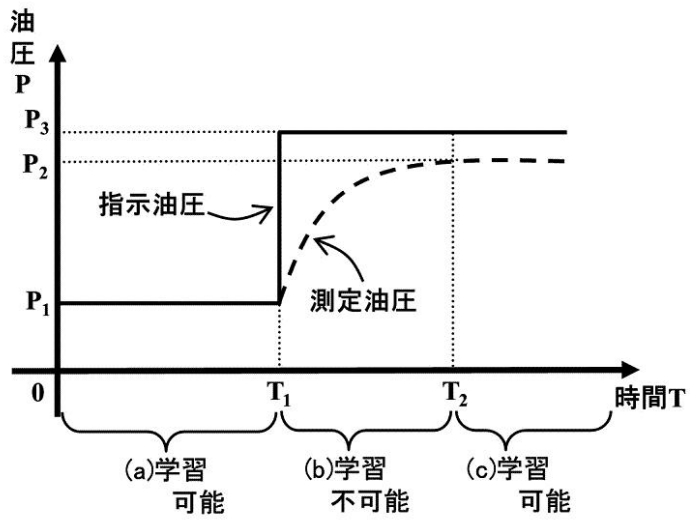 油
圧
P
P3
P2
指示油圧
P1
測定油圧
0
T1
T2
時間T
(a)学習
可能
(b)学習
不可能
(c)学習
可能